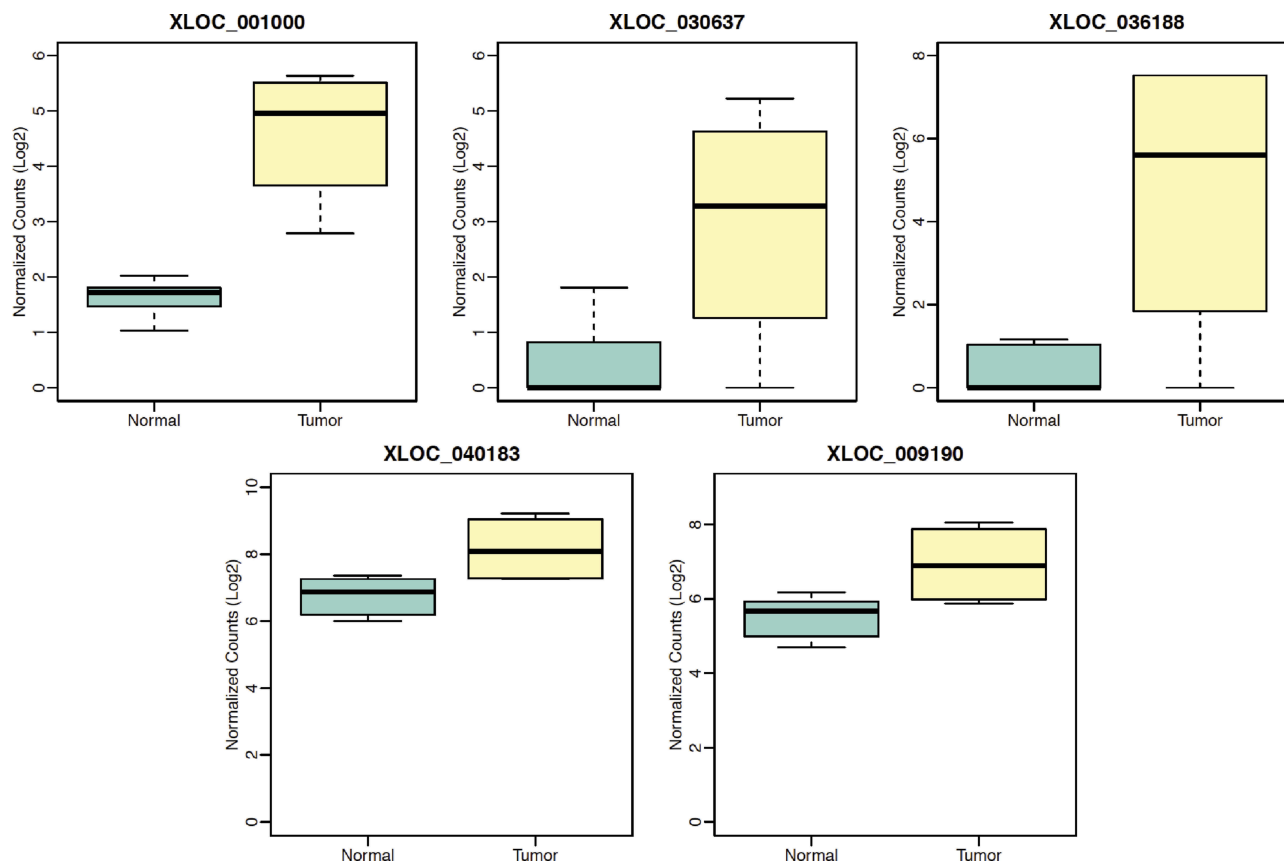 XLOC_001000
Normalized Counts (Log2)
0
1
2
3
4
5
6
Normal
Tumor
XLOC_030637
Normalized Counts (Log2)
0
1
2
3
4
5
6
Normal
Tumor
XLOC_036188
Normalized Counts (Log2)
0
2
4
6
8
Normal
Tumor
XLOC_040183
Normalized Counts (Log2)
0
2
4
6
8
10
Normal
Tumor
XLOC_009190
Normalized Counts (Log2)
0
2
4
6
8
Normal
Tumor